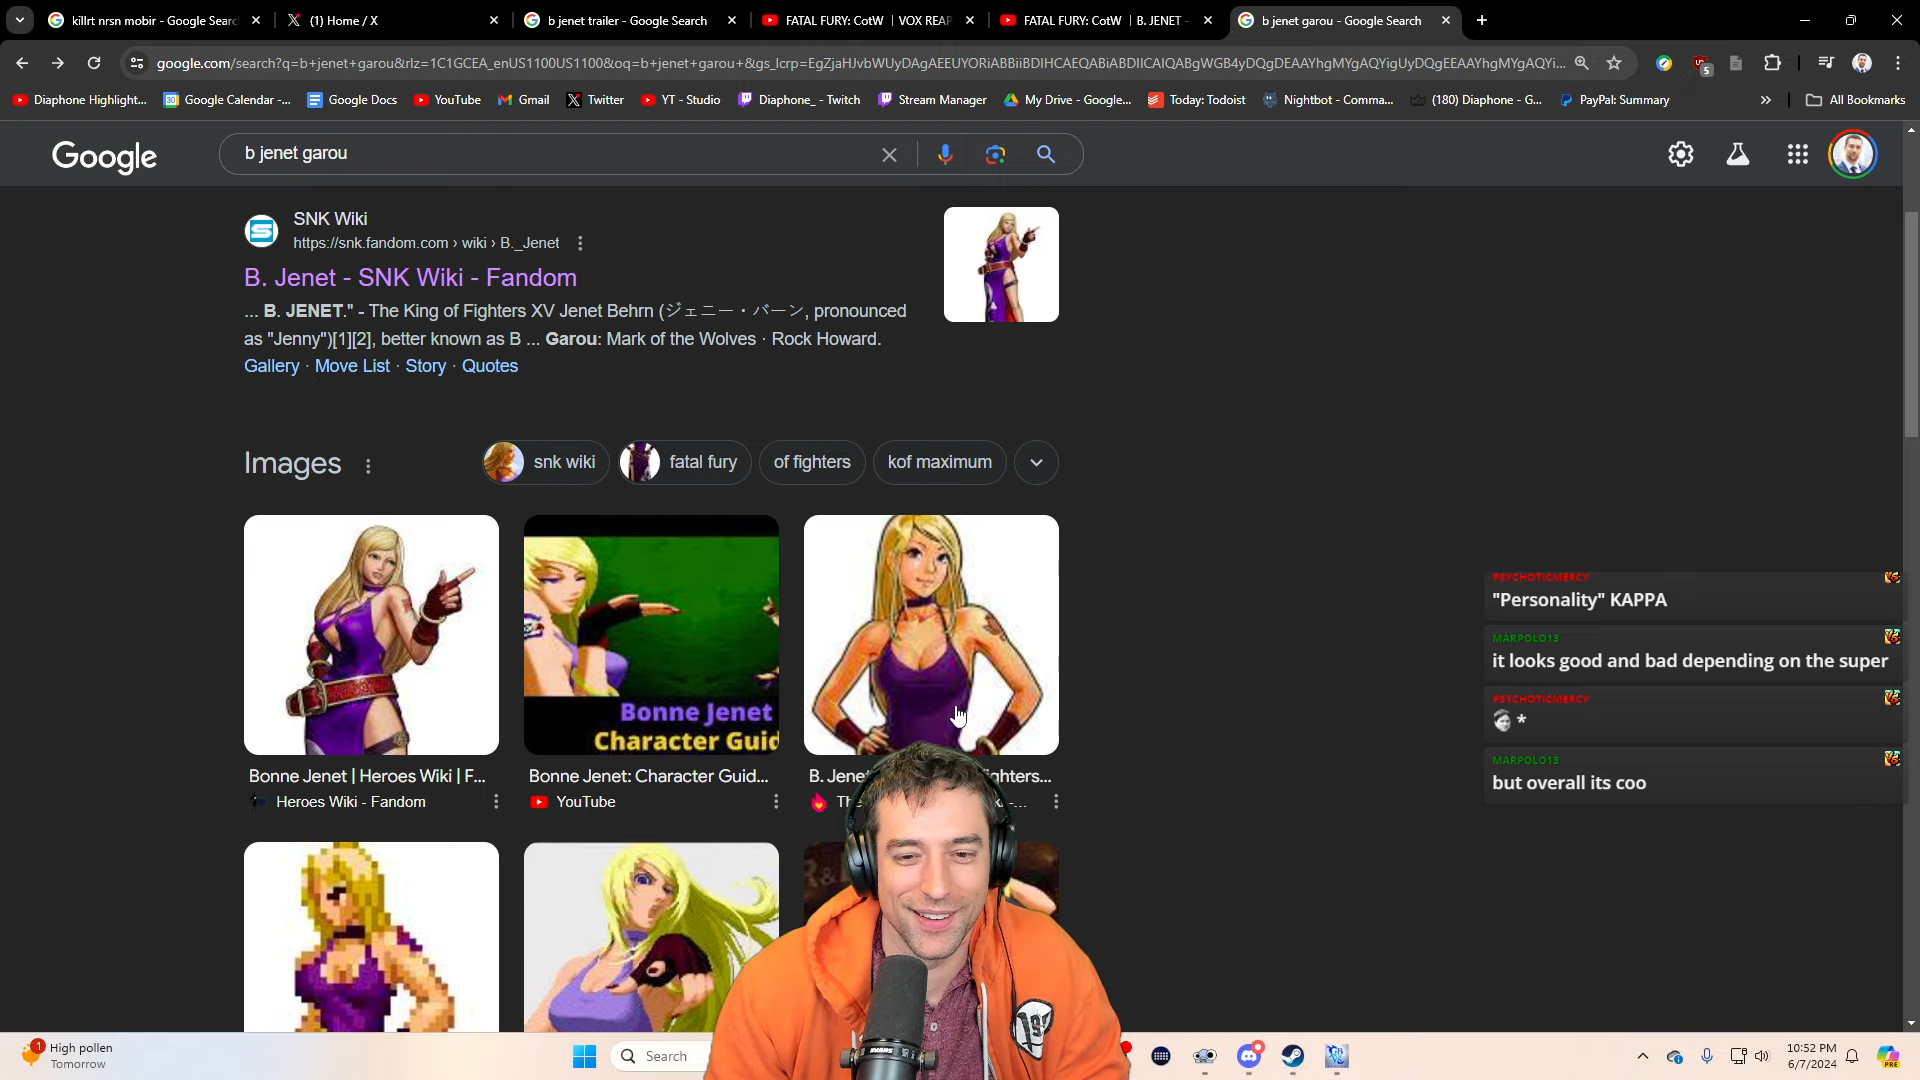 killrt nrsn mobir - Google Searc
(1) Home / X
b jenet trailer - Google Search
FATAL FURY: CotW | VOX REAP
FATAL FURY: CotW | B. JENET -
b jenet garou - Google Search
google.com/search?q=b+jenet+garou&rlz=1C1GCEA_enUS1100US1100&oq=b+jenet+garou+&gs_lcrp=EgZjaHJvbWUyDAgAEEUYORiABBiiBDIHCAEQABiABDIICAIQABgWGB4yDQgDEAAYhgMYgAQYigUyDQgEEAAYhgMYgAQYi...
5
Diaphone Highlight...
Google Calendar -...
Google Docs
YouTube
Gmail
Twitter
YT - Studio
Diaphone_ - Twitch
Stream Manager
My Drive - Google...
Today: Todoist
Nightbot - Comma...
(180) Diaphone - G...
PayPal: Summary
All Bookmarks
Google
b jenet garou
SNK Wiki
https://snk.fandom.com › wiki › B._Jenet
B. Jenet - SNK Wiki - Fandom
... B. JENET." - The King of Fighters XV Jenet Behrn (ジェニー・バーン, pronounced
as "Jenny")[1][2], better known as B ... Garou: Mark of the Wolves · Rock Howard.
Gallery · Move List · Story · Quotes
Images
snk wiki
fatal fury
of fighters
kof maximum
Bonne Jenet
Character Guid
Bonne Jenet | Heroes Wiki | F...
Heroes Wiki - Fandom
Bonne Jenet: Character Guid...
YouTube
B. Jenet
ghters...
The
PSYCHOTICMERCY
"Personality" KAPPA
MARPOLO13
it looks good and bad depending on the super
PSYCHOTICMERCY
*
MARPOLO13
but overall its coo
1
High pollen
Tomorrow
Search
10:52 PM
6/7/2024
PRE